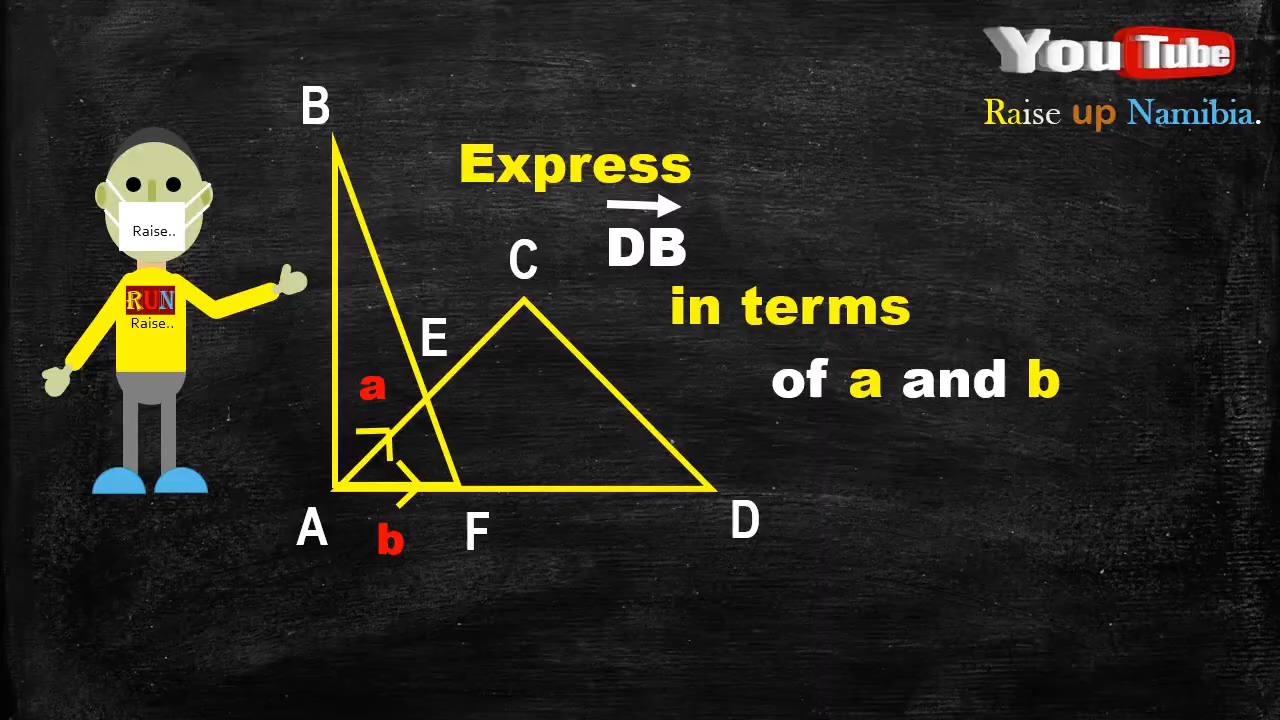 YouTube
Raise up Namibia.
B
Express
DB
C
in terms
E
of a and b
a
A
b
F
D
Raise..
RUN
Raise..